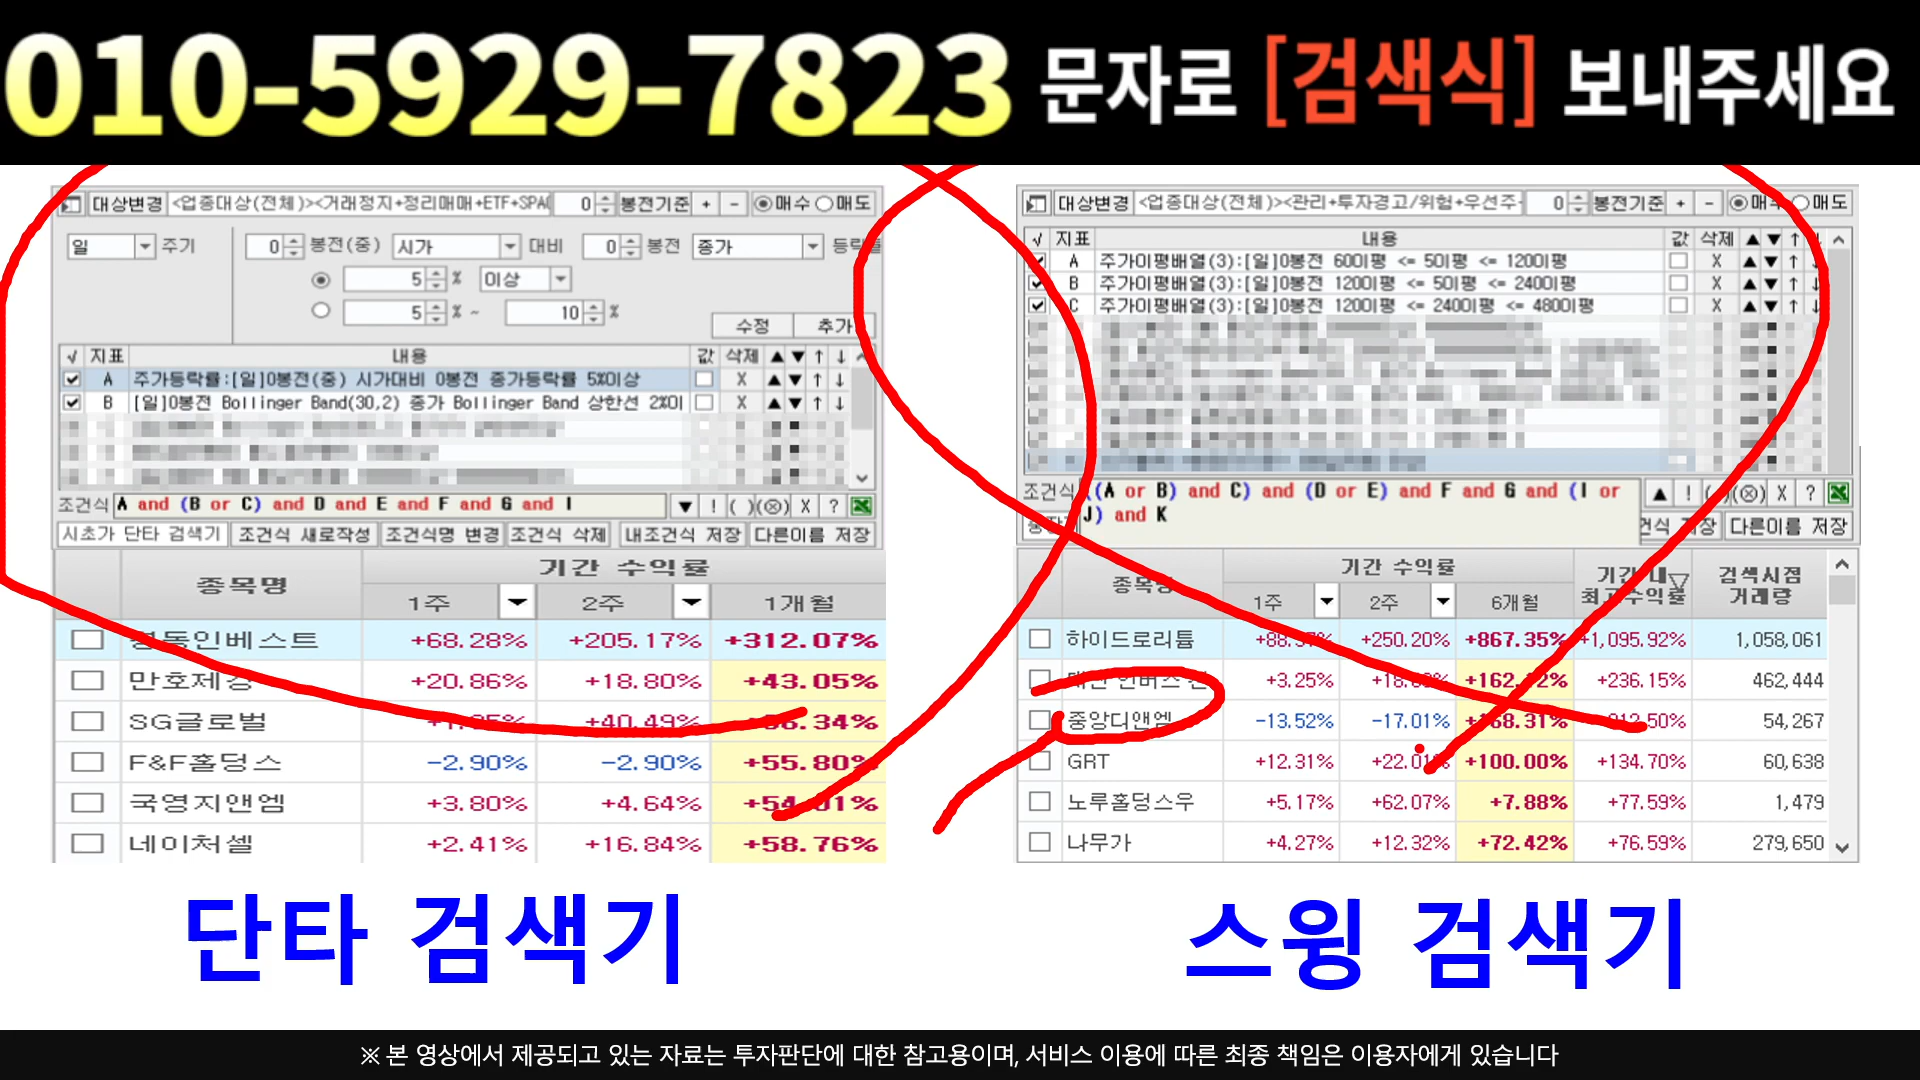 010-5929-7823 문자로 [검색식] 보내주세요
대상변경 <업종대상(전체)><거래정지+정리매매+ETF+SPA 0 봉전기준 + - 매수 매도
일 주기 0 봉전(중) 시가 대비 0 봉전 종가
5 % 이상
5 % ~ 10 %
수정 추가
√ 지표 내용 값 삭제 ▲ ▼ ↑ ↓
A 주가등락률:[일]0봉전(중) 시가대비 0봉전 종가등락률 5%이상 X ▲ ▼ ↑ ↓
B [일]0봉전 Bollinger Band(30,2) 종가 Bollinger Band 상한선 2%이 X ▲ ▼ ↑ ↓
조건식 A and (B or C) and D and E and F and G and I ▼ ! ( ) (⊗) X ?
시초가 단타 검색기 조건식 새로작성 조건식명 변경 조건식 삭제 내조건식 저장 다른이름 저장
종목명 기간 수익률
1주 2주 1개월
+68.28% +205.17% +312.07%
만호제강 +20.86% +18.80% +43.05%
SG글로벌 +40.49%
F&F홀딩스 -2.90% -2.90% +55.80%
국영지앤엠 +3.80% +4.64%
네이처셀 +2.41% +16.84% +58.76%
단타 검색기
대상변경 <업종대상(전체)><관리+투자경고/위험+우선주+ 0 봉전기준 + - 매수 매도
√ 지표 내용 값 삭제 ▲ ▼ ↑
A 주가이평배열(3):[일]0봉전 60이평 <= 5이평 <= 120이평 X ▲ ▼ ↑
B 주가이평배열(3):[일]0봉전 120이평 <= 5이평 <= 240이평 X ▲ ▼ ↑ ↓
C 주가이평배열(3):[일]0봉전 120이평 <= 240이평 <= 480이평 X ▲ ▼ ↑ ↓
조건식 ((A or B) and C) and (D or E) and F and G and (I or ▲ ! (⊗) X ?
J) and K
저장 다른이름 저장
종목명 기간 수익률 기간 내 최고수익률 검색시점 거래량
1주 2주 6개월
하이드로리튬 +250.20% +867.35% +1,095.92% 1,058,061
+3.25% +236.15% 462,444
중앙디앤엠 -13.52% -17.01% 54,267
GRT +12.31% +100.00% +134.70% 60,638
노루홀딩스우 +5.17% +62.07% +7.88% +77.59% 1,479
나무가 +4.27% +12.32% +72.42% +76.59% 279,650
스윙 검색기
※ 본 영상에서 제공되고 있는 자료는 투자판단에 대한 참고용이며, 서비스 이용에 따른 최종 책임은 이용자에게 있습니다